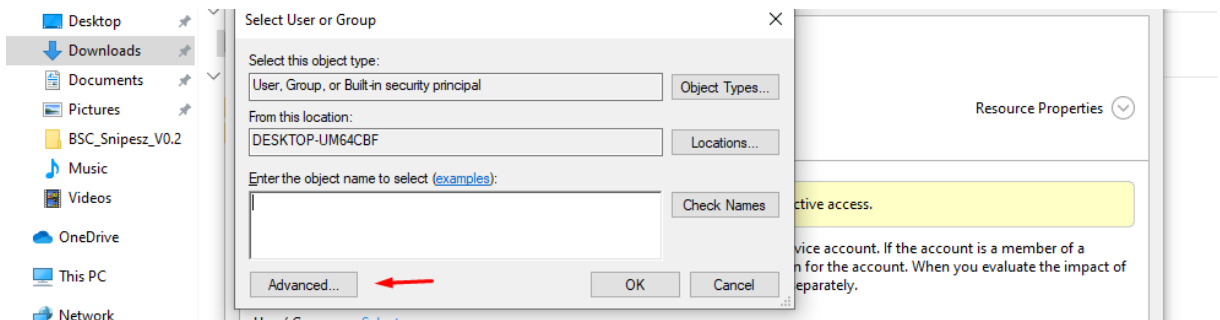 Desktop
Downloads
Documents
Pictures
BSC_Snipesz_V0.2
Music
Videos
OneDrive
This PC
Network
Select User or Group
Select this object type:
User, Group, or Built-in security principal
Object Types...
From this location:
DESKTOP-UM64CBF
Locations...
Enter the object name to select (examples):
Check Names
Advanced...
OK
Cancel
Resource Properties
ctive access.
vice account. If the account is a member of a
n for the account. When you evaluate the impact of
eparately.